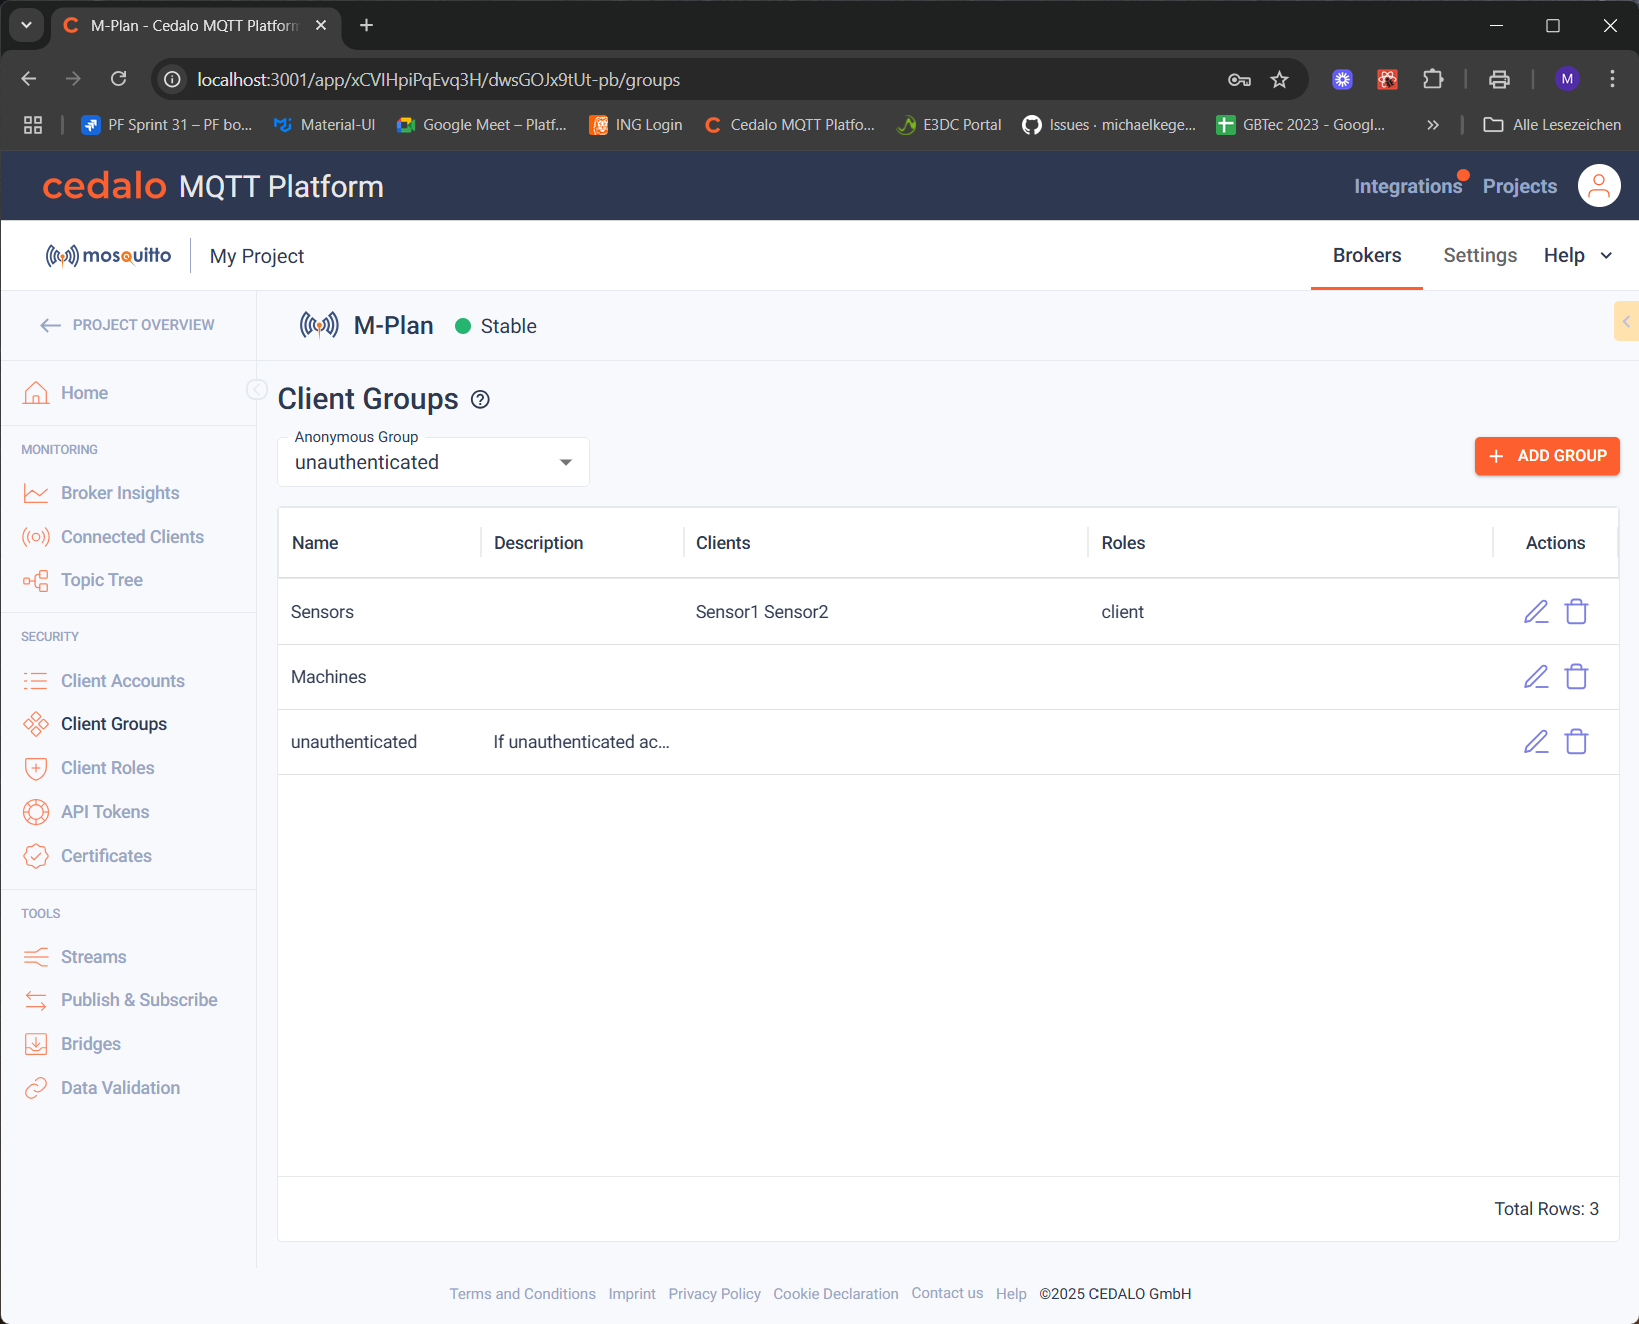 M-Plan - Cedalo MQTT Platform
localhost:3001/app/xCVIHpiPqEvq3H/dwsGOJx9tUt-pb/groups
M
PF Sprint 31 – PF bo...
Material-UI
Google Meet – Platf...
ING Login
Cedalo MQTT Platfo...
E3DC Portal
Issues · michaelkege...
GBTec 2023 - Googl...
Alle Lesezeichen
cedalo MQTT Platform
Integrations
Projects
mosquitto
My Project
Brokers
Settings
Help
PROJECT OVERVIEW
M-Plan
Stable
Home
MONITORING
Broker Insights
Connected Clients
Topic Tree
SECURITY
Client Accounts
Client Groups
Client Roles
API Tokens
Certificates
TOOLS
Streams
Publish & Subscribe
Bridges
Data Validation
Client Groups
Anonymous Group
unauthenticated
ADD GROUP
Name Description Clients Roles Actions
Sensors Sensor1 Sensor2 client
Machines
unauthenticated If unauthenticated ac...
Total Rows: 3
Terms and Conditions Imprint Privacy Policy Cookie Declaration Contact us Help ©2025 CEDALO GmbH